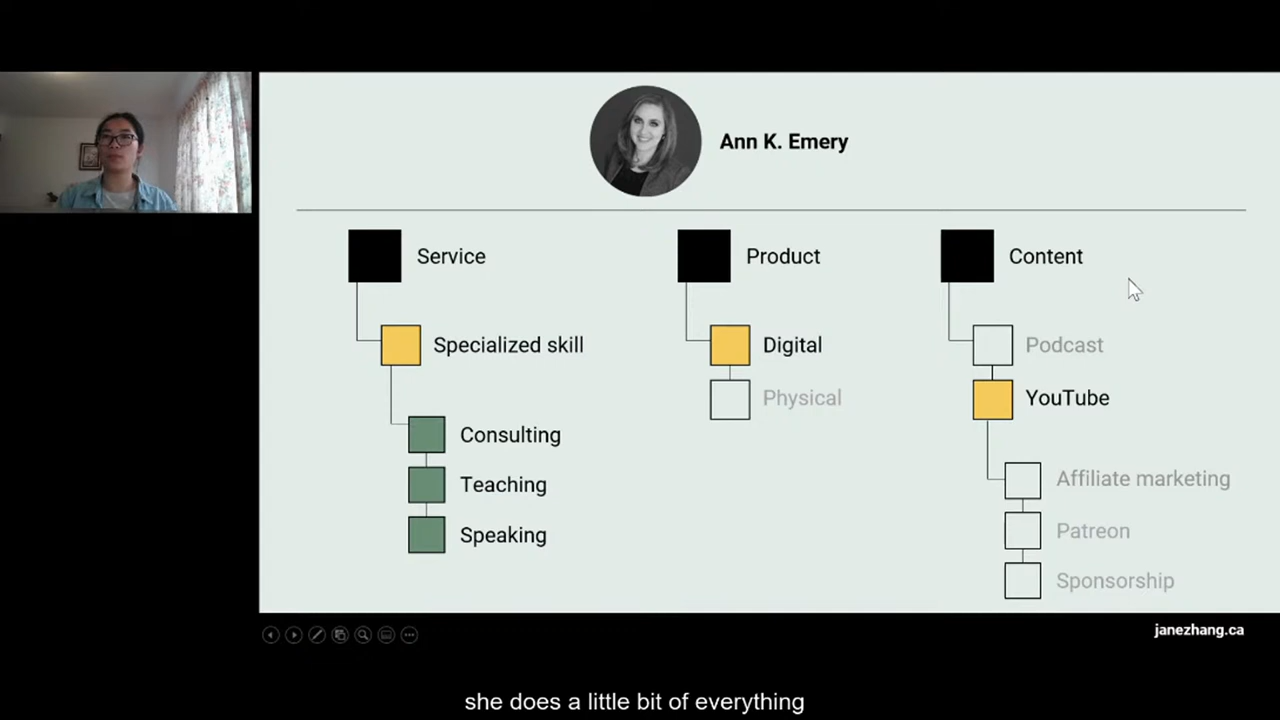 Ann K. Emery
Service
Specialized skill
Consulting
Teaching
Speaking
Product
Digital
Physical
Content
Podcast
YouTube
Affiliate marketing
Patreon
Sponsorship
janezhang.ca
she does a little bit of everything